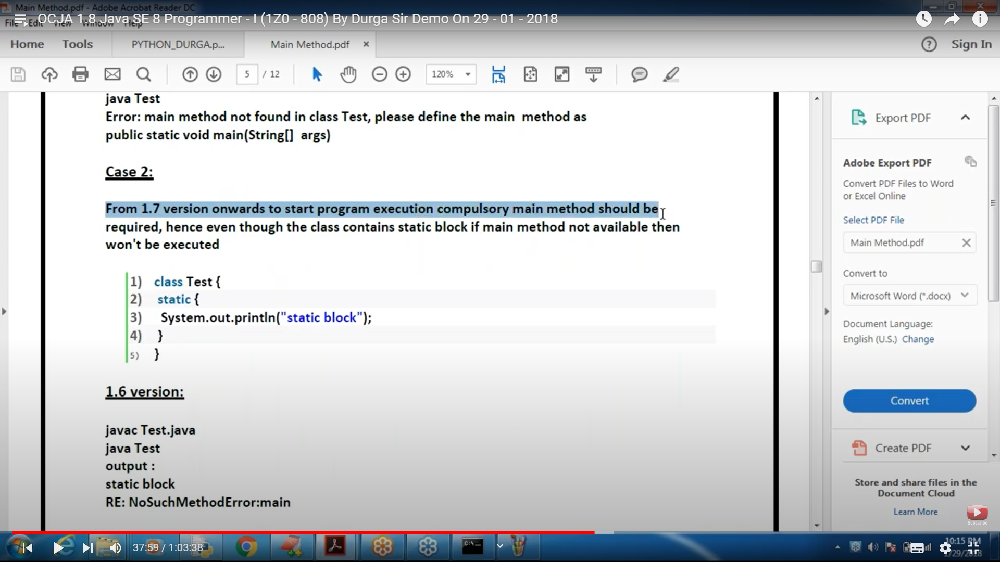 Main Method.pdf - Adobe Acrobat Reader DC
File Edit View Window Help
OCJA 1.8 Java SE 8 Programmer - I (1Z0 - 808) By Durga Sir Demo On 29 - 01 - 2018
Home Tools PYTHON_DURGA.p... Main Method.pdf × ? Sign In
5 / 12 120%
java Test
Error: main method not found in class Test, please define the main method as
public static void main(String[] args)
Case 2:
From 1.7 version onwards to start program execution compulsory main method should be
required, hence even though the class contains static block if main method not available then
won't be executed
1) class Test {
2) static {
3) System.out.println("static block");
4) }
5) }
1.6 version:
javac Test.java
java Test
output :
static block
RE: NoSuchMethodError:main
Export PDF
Adobe Export PDF
Convert PDF Files to Word
or Excel Online
Select PDF File
Main Method.pdf
Convert to
Microsoft Word (*.docx)
Document Language:
English (U.S.) Change
Convert
Create PDF
Store and share files in the
Document Cloud
Learn More
Subscribe
37:59 / 1:03:38
C:\_
10:15 PM
1/29/2018